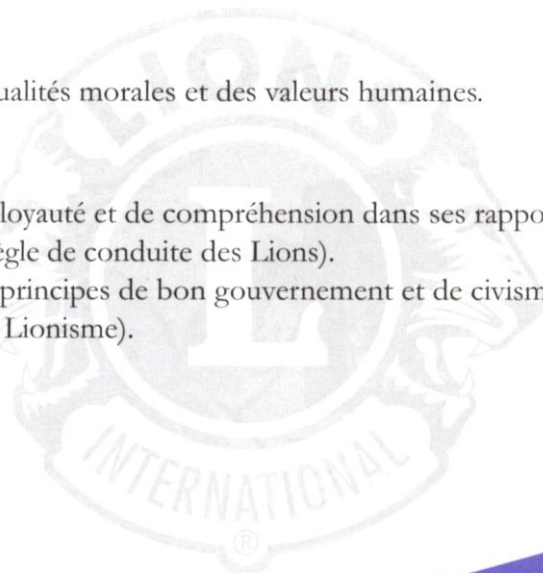 ualités morales et des valeurs humaines.
loyauté et de compréhension dans ses rappo
ègle de conduite des Lions).
principes de bon gouvernement et de civism
Lionisme).
LIONS
L
INTERNATIONAL
®